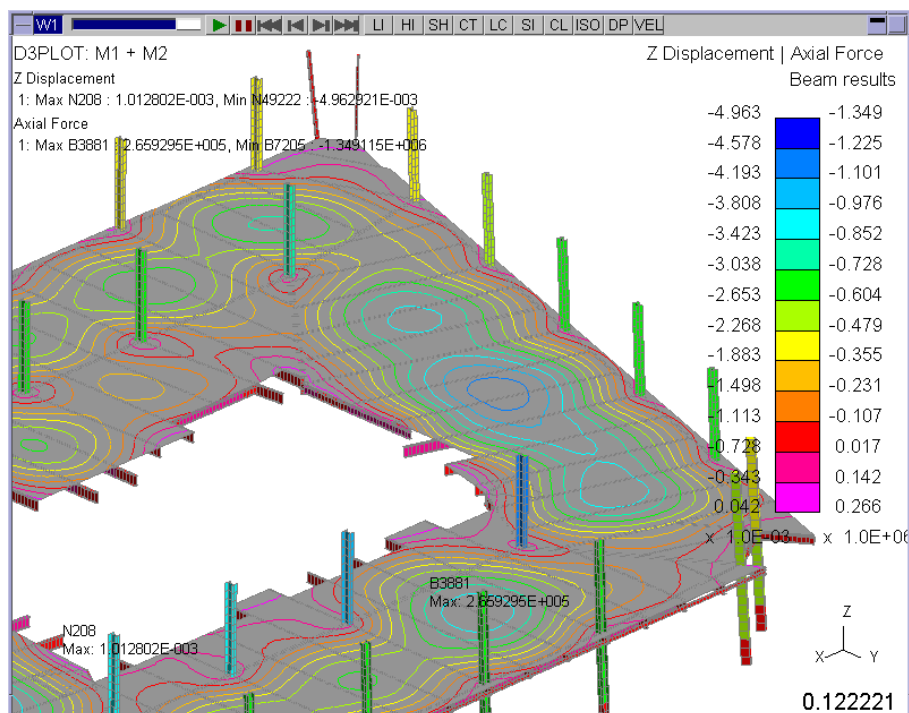 W1 LI HI SH CT LC SI CL ISO DP VEL
D3PLOT: M1 + M2
Z Displacement
1: Max N208 : 1.012802E-003, Min N49222 : -4.962921E-003
Axial Force
1: Max B3881 : 2.659295E+005, Min B7205 : -1.349115E+006
Z Displacement | Axial Force
Beam results
-4.963 -1.349
-4.578 -1.225
-4.193 -1.101
-3.808 -0.976
-3.423 -0.852
-3.038 -0.728
-2.653 -0.604
-2.268 -0.479
-1.883 -0.355
-1.498 -0.231
-1.113 -0.107
-0.728 0.017
-0.343 0.142
0.042 0.266
x 1.0E-03 x 1.0E+06
B3881
Max: 2.659295E+005
N208
Max: 1.012802E-003
Z
X Y
0.122221